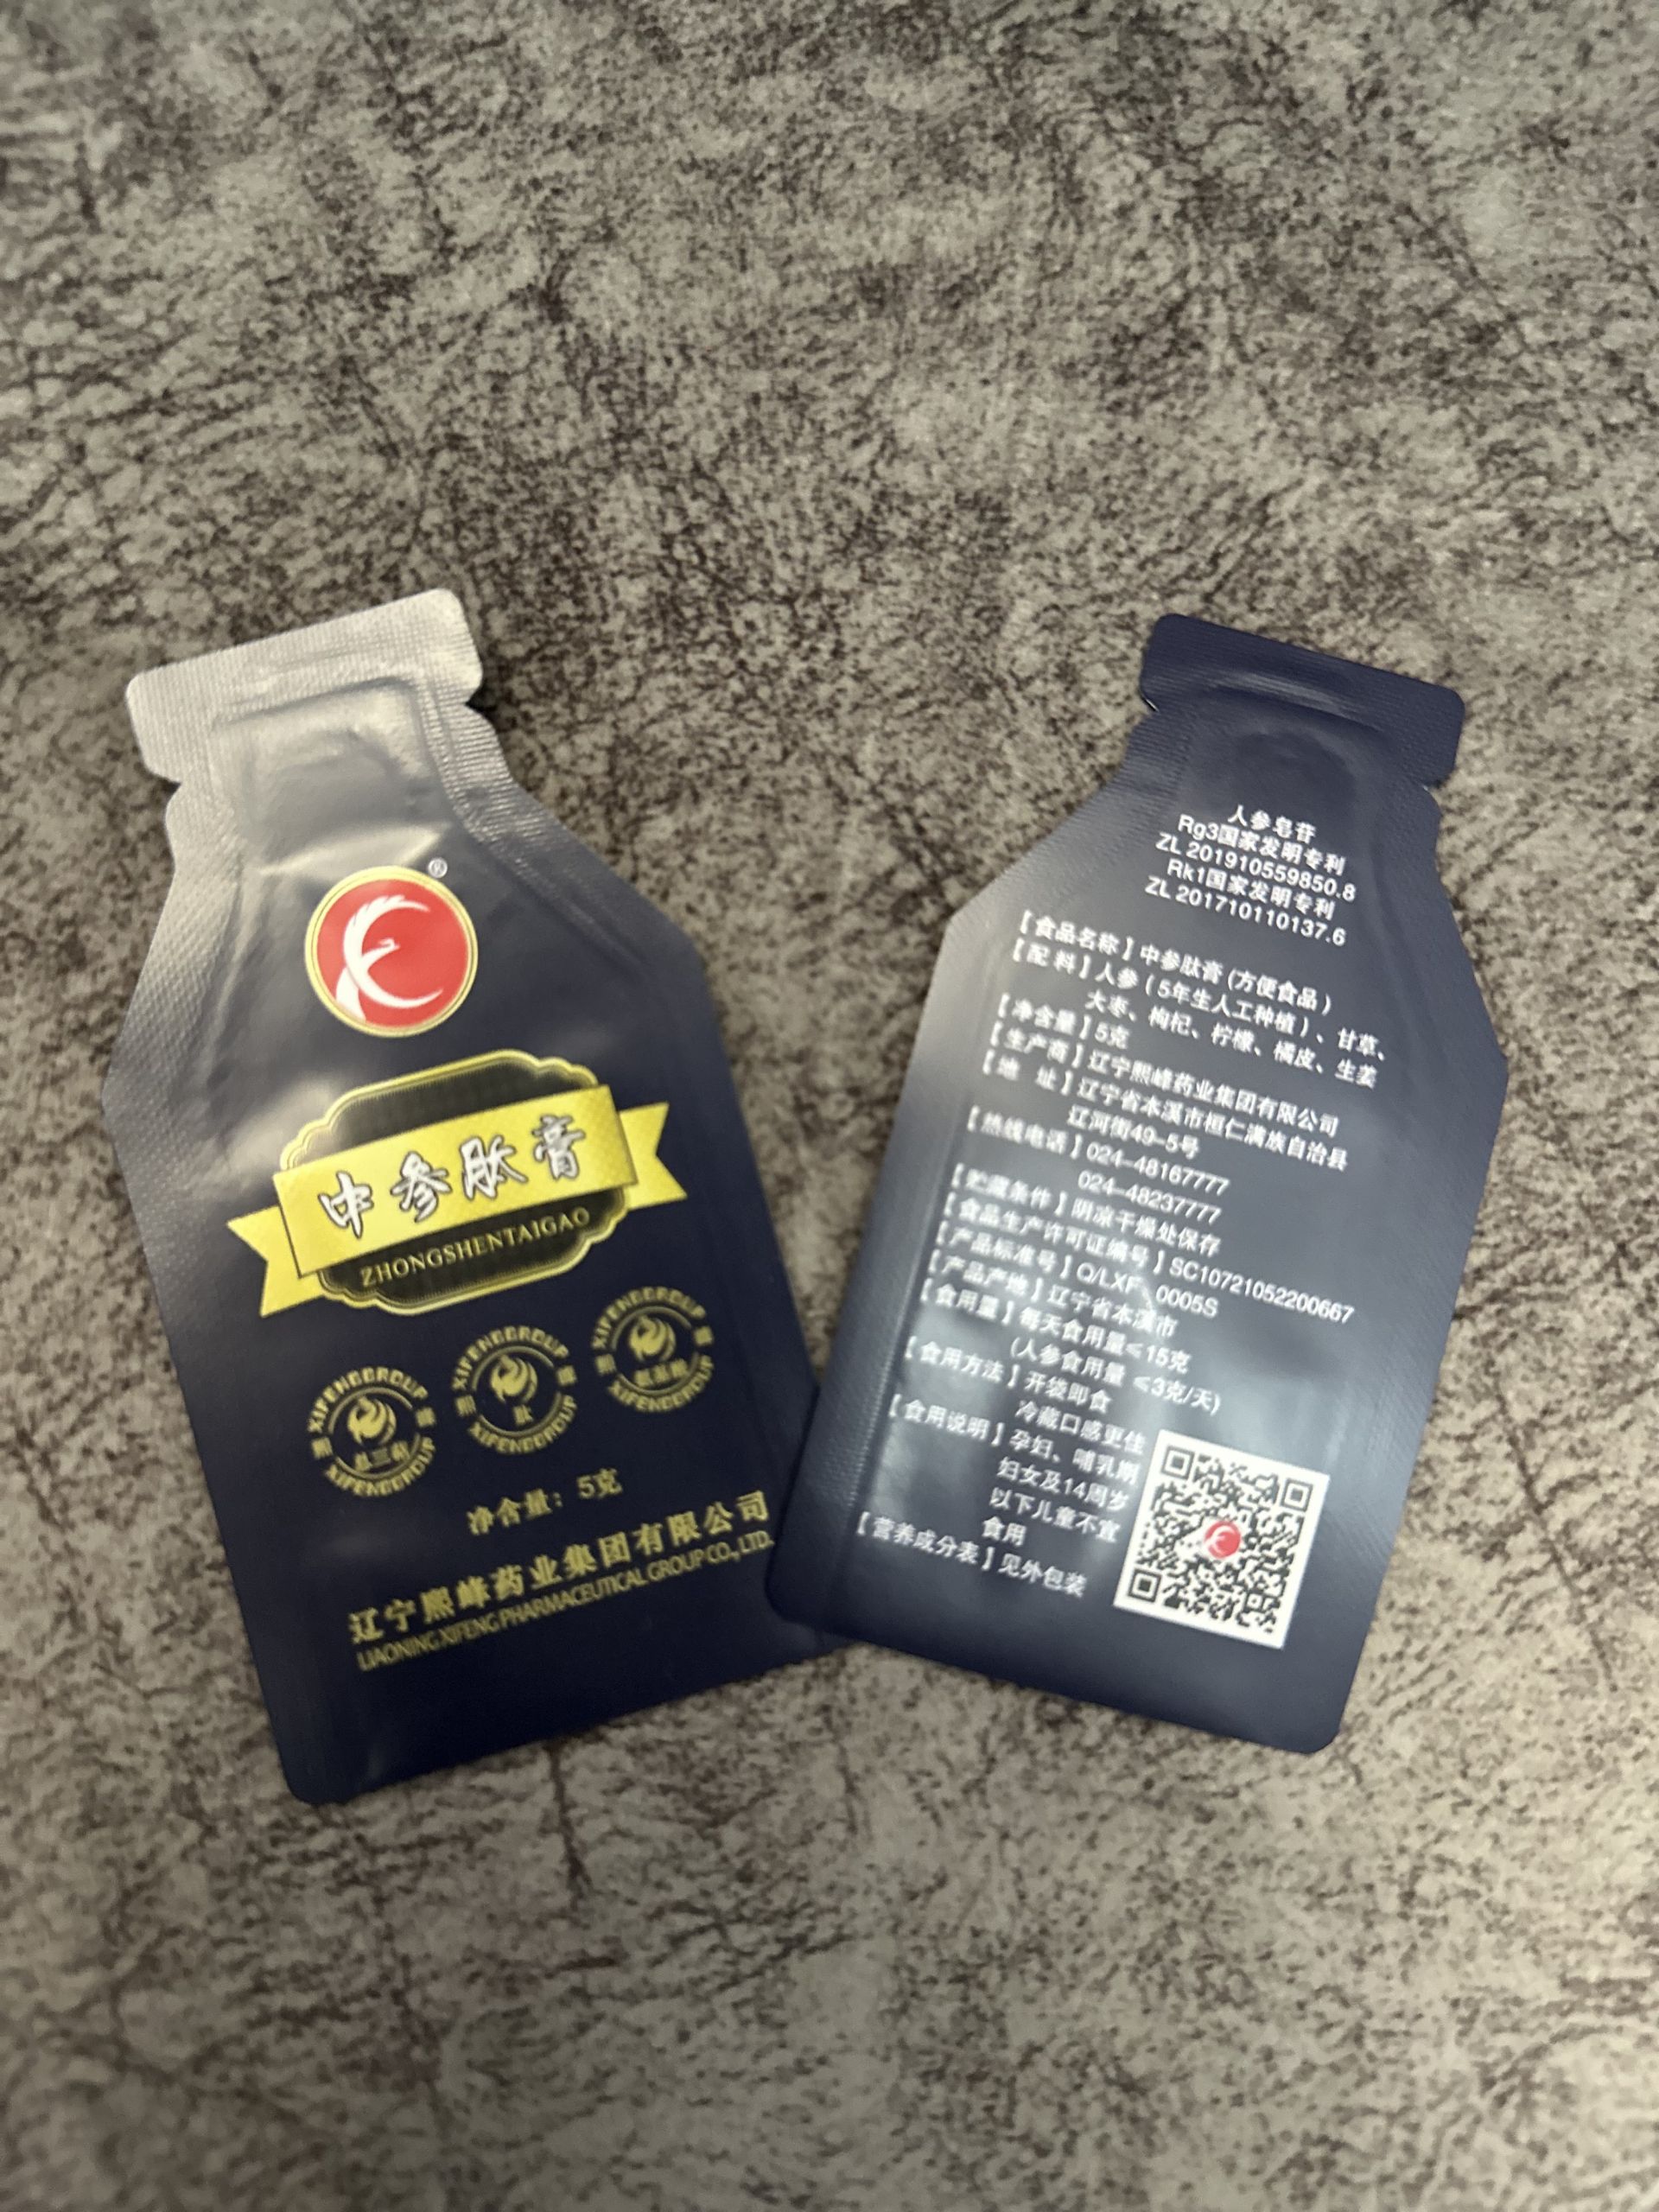 ®
中参肽膏
ZHONGSHENTAIGAO
XIFENGGROUP
熙 峰
XIFENGGROUP
XIFENGGROUP
熙 肽 峰
XIFENGGROUP
XIFENGGROUP
熙 峰
XIFENGGROUP
净含量：5克
辽宁熙峰药业集团有限公司
LIAONING XIFENG PHARMACEUTICAL GROUP CO., LTD.
人参皂苷
Rg3国家发明专利
ZL 201910559850.8
Rk1国家发明专利
ZL 201710110137.6
【食品名称】中参肽膏 (方便食品)
【配 料】人参 (5年生人工种植)、甘草、
大枣、枸杞、柠檬、橘皮、生姜
【净含量】5克
【生产商】辽宁熙峰药业集团有限公司
【地 址】辽宁省本溪市桓仁满族自治县
辽河街49-5号
【热线电话】024-48167777
024-48237777
【贮藏条件】阴凉干燥处保存
【食品生产许可证编号】SC10721052200667
【产品标准号】Q/LXF 0005S
【产品产地】辽宁省本溪市
【食用量】每天食用量≤15克
(人参食用量 ≤3克/天)
【食用方法】开袋即食
冷藏口感更佳
【食用说明】孕妇、哺乳期
妇女及14周岁
以下儿童不宜
食用
【营养成分表】见外包装